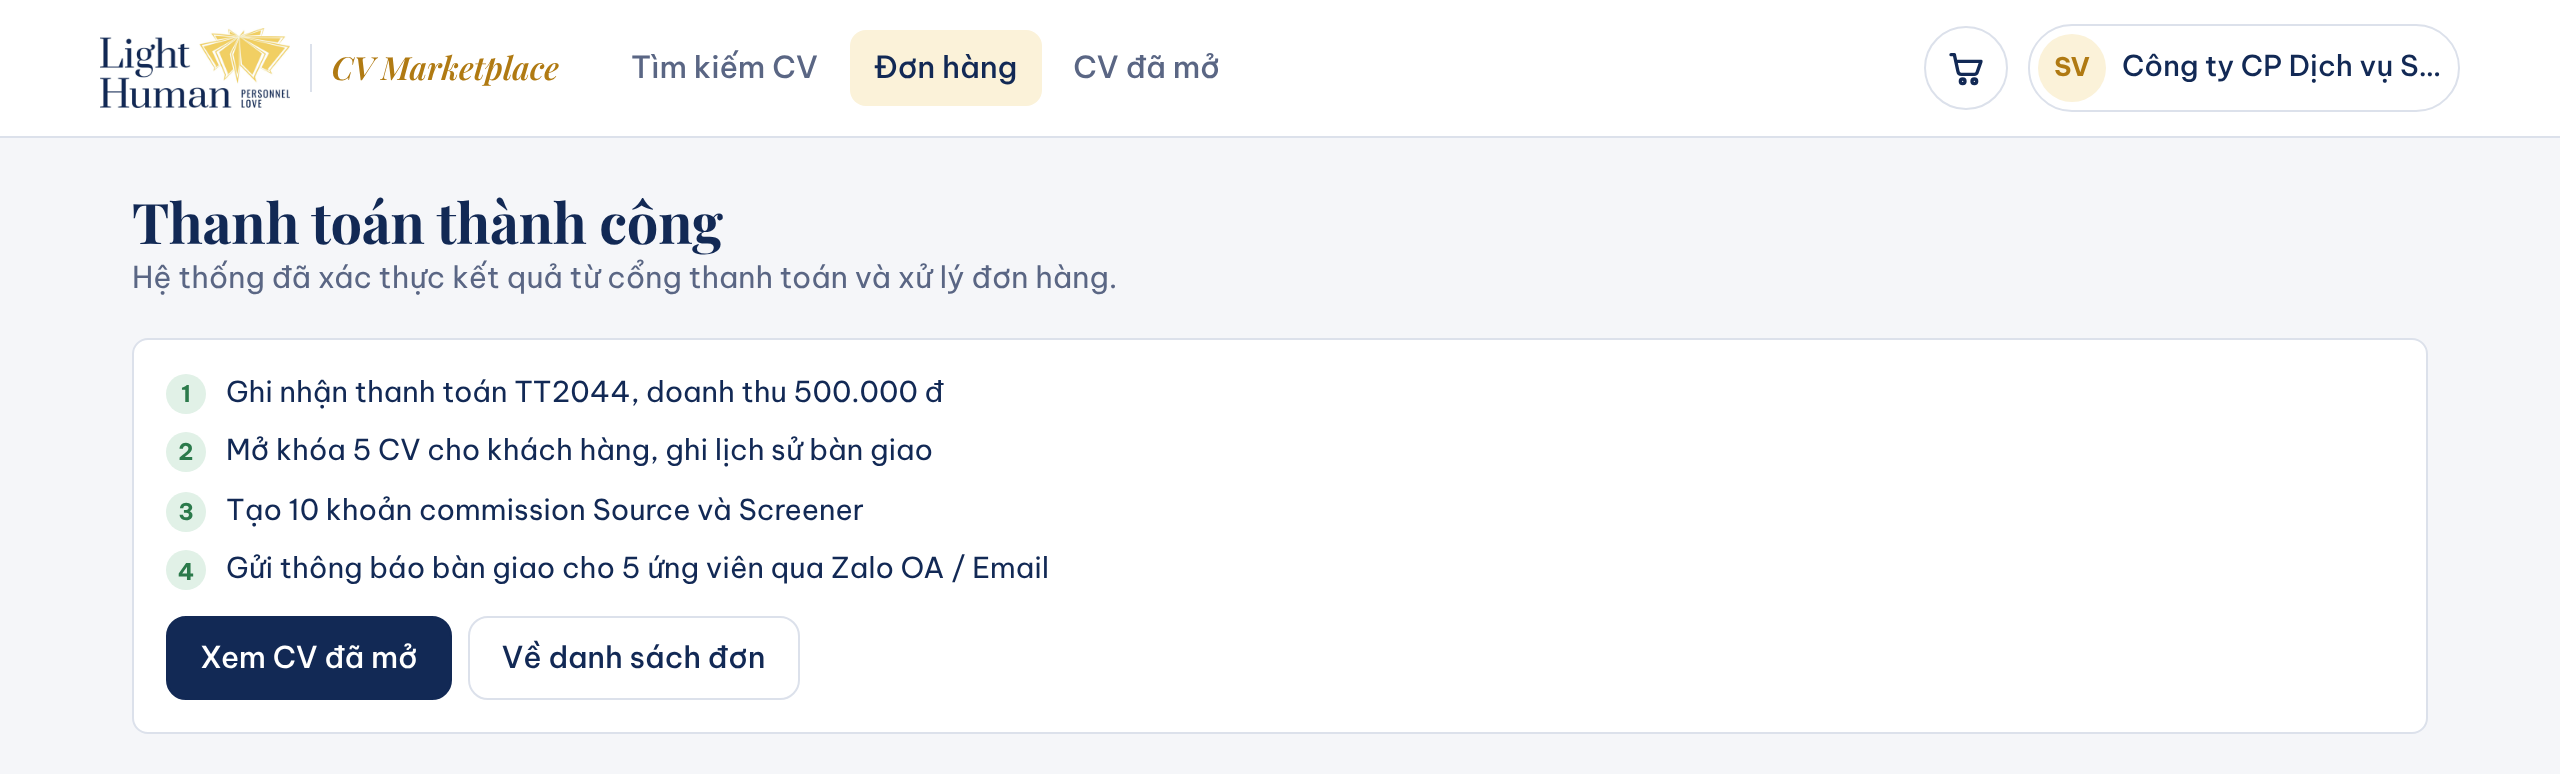 Light
Human
PERSONNEL
LOVE
CV Marketplace
Tìm kiếm CV
Đơn hàng
CV đã mở
SV
Công ty CP Dịch vụ S...
Thanh toán thành công
Hệ thống đã xác thực kết quả từ cổng thanh toán và xử lý đơn hàng.
1 Ghi nhận thanh toán TT2044, doanh thu 500.000 đ
2 Mở khóa 5 CV cho khách hàng, ghi lịch sử bàn giao
3 Tạo 10 khoản commission Source và Screener
4 Gửi thông báo bàn giao cho 5 ứng viên qua Zalo OA / Email
Xem CV đã mở
Về danh sách đơn